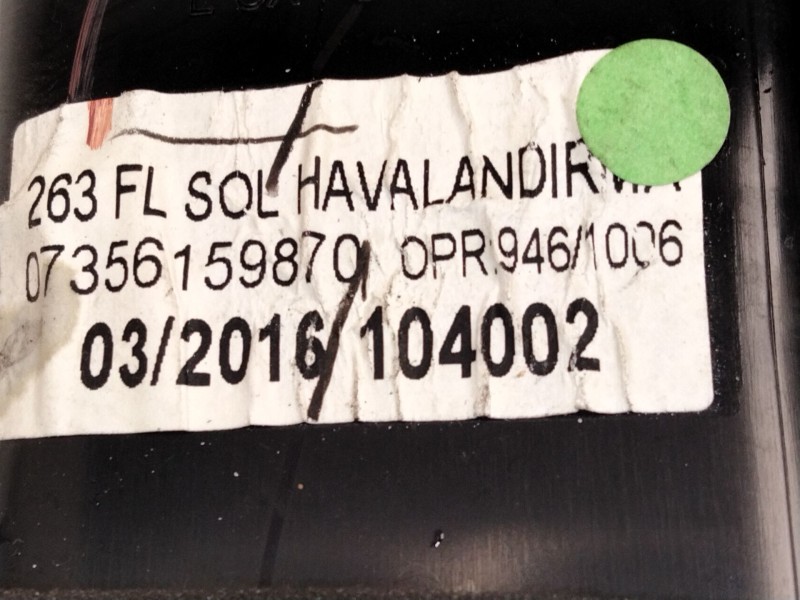 263 FL SOL HAVALANDIRMA
07356159870 OPR.946/1006
03/2016/104002